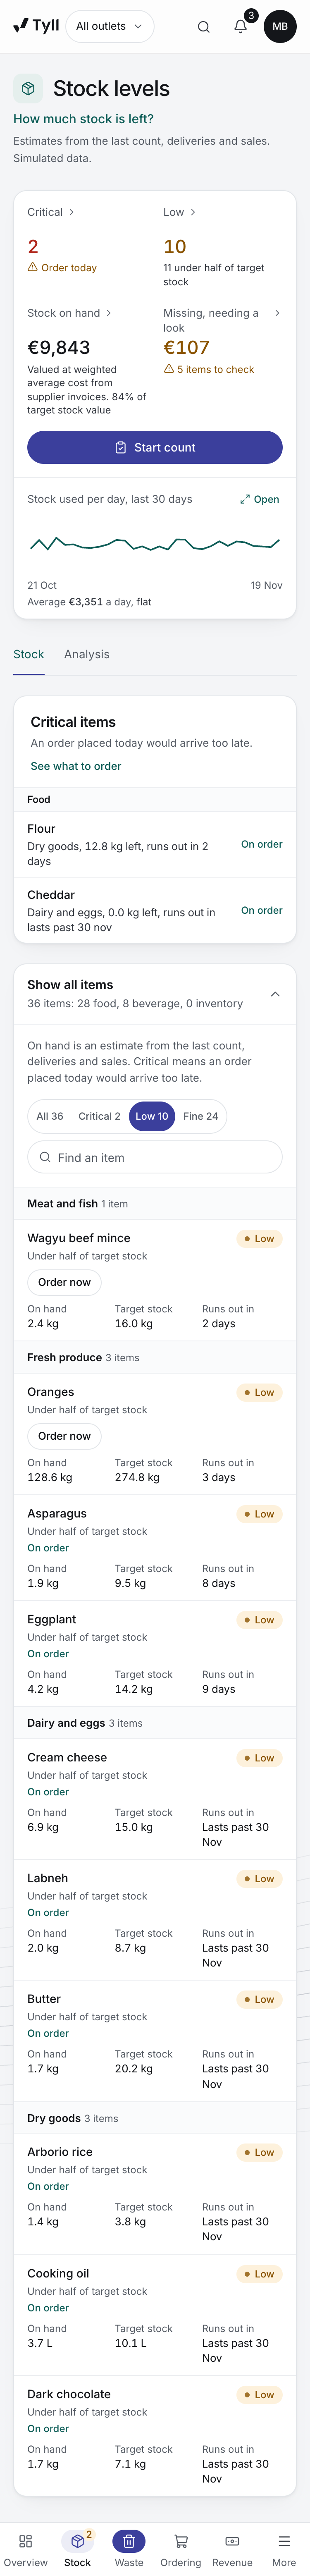 Tyll
All outlets
3
MB
Stock levels
How much stock is left?
Estimates from the last count, deliveries and sales.
Simulated data.
Critical
Low
2
10
Order today
11 under half of target
stock
Stock on hand
Missing, needing a
look
€9,843
€107
Valued at weighted
average cost from
supplier invoices. 84% of
target stock value
5 items to check
Start count
Stock used per day, last 30 days
Open
21 Oct
19 Nov
Average €3,351 a day, flat
Stock
Analysis
Critical items
An order placed today would arrive too late.
See what to order
Food
Flour
Dry goods, 12.8 kg left, runs out in 2
days
On order
Cheddar
Dairy and eggs, 0.0 kg left, runs out in
lasts past 30 nov
On order
Show all items
36 items: 28 food, 8 beverage, 0 inventory
On hand is an estimate from the last count,
deliveries and sales. Critical means an order
placed today would arrive too late.
All 36
Critical 2
Low 10
Fine 24
Find an item
Meat and fish 1 item
Wagyu beef mince
Low
Under half of target stock
Order now
On hand
Target stock
Runs out in
2.4 kg
16.0 kg
2 days
Fresh produce 3 items
Oranges
Low
Under half of target stock
Order now
On hand
Target stock
Runs out in
128.6 kg
274.8 kg
3 days
Asparagus
Low
Under half of target stock
On order
On hand
Target stock
Runs out in
1.9 kg
9.5 kg
8 days
Eggplant
Low
Under half of target stock
On order
On hand
Target stock
Runs out in
4.2 kg
14.2 kg
9 days
Dairy and eggs 3 items
Cream cheese
Low
Under half of target stock
On order
On hand
Target stock
Runs out in
6.9 kg
15.0 kg
Lasts past 30
Nov
Labneh
Low
Under half of target stock
On order
On hand
Target stock
Runs out in
2.0 kg
8.7 kg
Lasts past 30
Nov
Butter
Low
Under half of target stock
On order
On hand
Target stock
Runs out in
1.7 kg
20.2 kg
Lasts past 30
Nov
Dry goods 3 items
Arborio rice
Low
Under half of target stock
On order
On hand
Target stock
Runs out in
1.4 kg
3.8 kg
Lasts past 30
Nov
Cooking oil
Low
Under half of target stock
On order
On hand
Target stock
Runs out in
3.7 L
10.1 L
Lasts past 30
Nov
Dark chocolate
Low
Under half of target stock
On order
On hand
Target stock
Runs out in
1.7 kg
7.1 kg
Lasts past 30
Nov
2
Overview
Stock
Waste
Ordering
Revenue
More